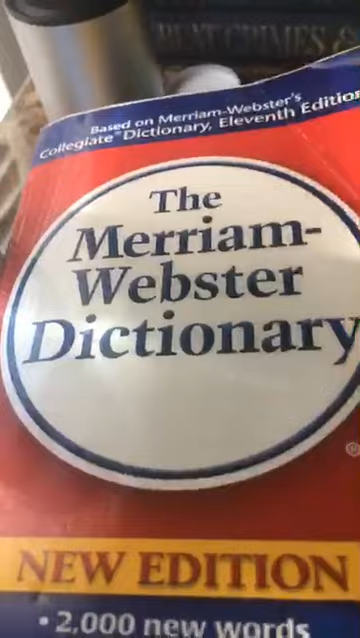 Based on Merriam-Webster's
Collegiate® Dictionary, Eleventh Edition
The
Merriam-
Webster
Dictionary
®
NEW EDITION
• 2,000 new words